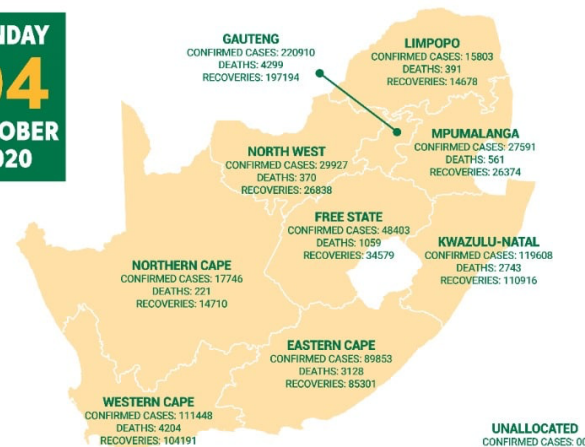 NDAY
04
OBER
020
GAUTENG
CONFIRMED CASES: 220910
DEATHS: 4299
RECOVERIES: 197194
LIMPOPO
CONFIRMED CASES: 15803
DEATHS: 391
RECOVERIES: 14678
MPUMALANGA
CONFIRMED CASES: 27591
DEATHS: 561
RECOVERIES: 26374
NORTH WEST
CONFIRMED CASES: 29927
DEATHS: 370
RECOVERIES: 26838
FREE STATE
CONFIRMED CASES: 48403
DEATHS: 1059
RECOVERIES: 34579
KWAZULU-NATAL
CONFIRMED CASES: 119608
DEATHS: 2743
RECOVERIES: 110916
NORTHERN CAPE
CONFIRMED CASES: 17746
DEATHS: 221
RECOVERIES: 14710
EASTERN CAPE
CONFIRMED CASES: 89853
DEATHS: 3128
RECOVERIES: 85301
WESTERN CAPE
CONFIRMED CASES: 111448
DEATHS: 4204
RECOVERIES: 104191
UNALLOCATED
CONFIRMED CASES: